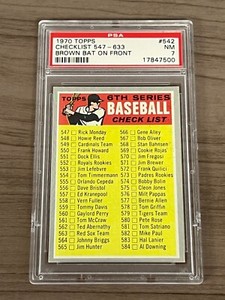 PSA
1970 TOPPS #542
CHECKLIST 547-633 NM
BROWN BAT ON FRONT 7
17847500
TOPPS 6TH SERIES
BASEBALL
CHECK LIST
547 Rick Monday
548 Howie Reed
549 Cardinals Team
550 Frank Howard
551 Dock Ellis
552 Royals Rookies
553 Jim Lefebvre
554 Tom Timmermann
555 Orlando Cepeda
556 Dave Bristol
557 Ed Kranepool
558 Vern Fuller
559 Tommy Davis
560 Gaylord Perry
561 Tom McCraw
562 Ted Abernathy
563 Red Sox Team
564 Johnny Briggs
565 Jim Hunter
566 Gene Alley
567 Bob Oliver
568 Stan Bahnsen
569 Cookie Rojas
570 Jim Fregosi
571 Jim Brewer
572 Frank Quilici
573 Padres Rookies
574 Bobby Bolin
575 Cleon Jones
576 Milt Pappas
577 Bernie Allen
578 Tom Griffin
579 Tigers Team
580 Pete Rose
581 Tom Satriano
582 Mike Paul
583 Hal Lanier
584 Al Downing